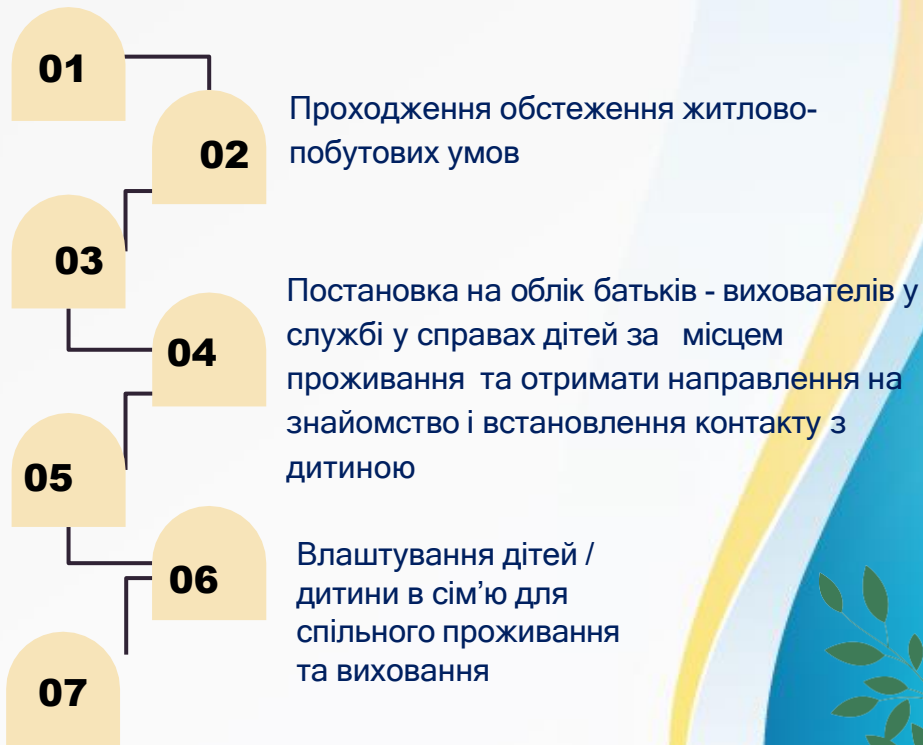 01
02
Проходження обстеження житлово-
побутових умов
03
Постановка на облік батьків - вихователів у
службі у справах дітей за місцем
проживання та отримати направлення на
знайомство і встановлення контакту з
дитиною
04
05
Влаштування дітей /
дитини в сім’ю для
спільного проживання
та виховання
06
07